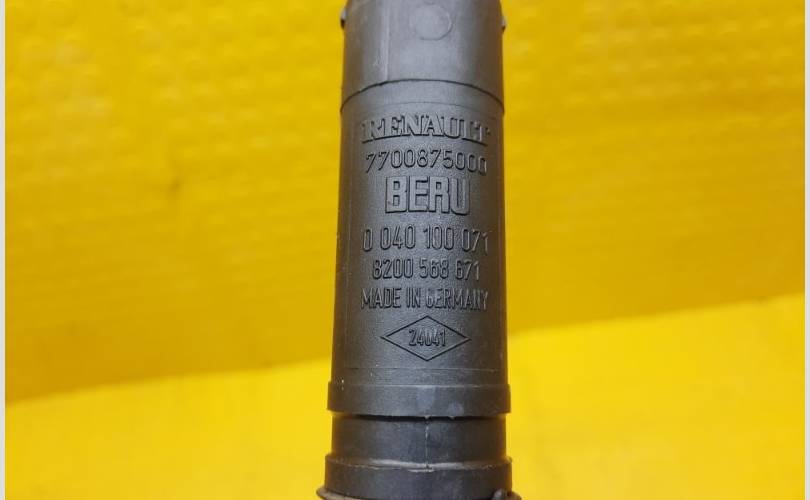 RENAULT
7700875000
BERU
0 040 100 071
8200 568 671
MADE IN GERMANY
24041